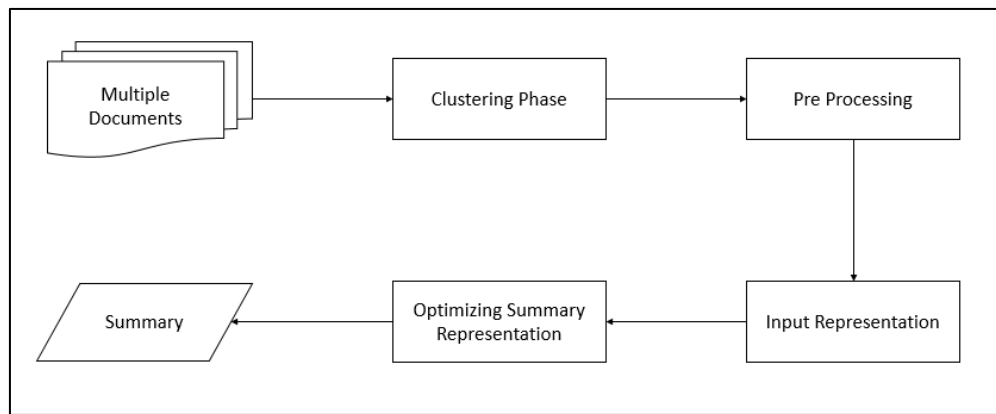 Multiple
Documents
Clustering Phase
Pre Processing
Input Representation
Optimizing Summary
Representation
Summary